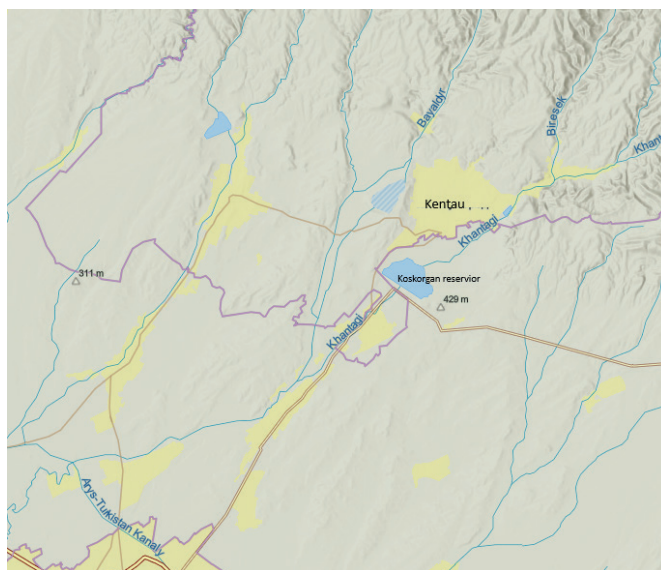 Bayaldyr
Biresek
Khant
Kentau
Khantagi
Koskorgan reservior
311 m
429 m
Khantagi
Arys-Turkistan Kanaly